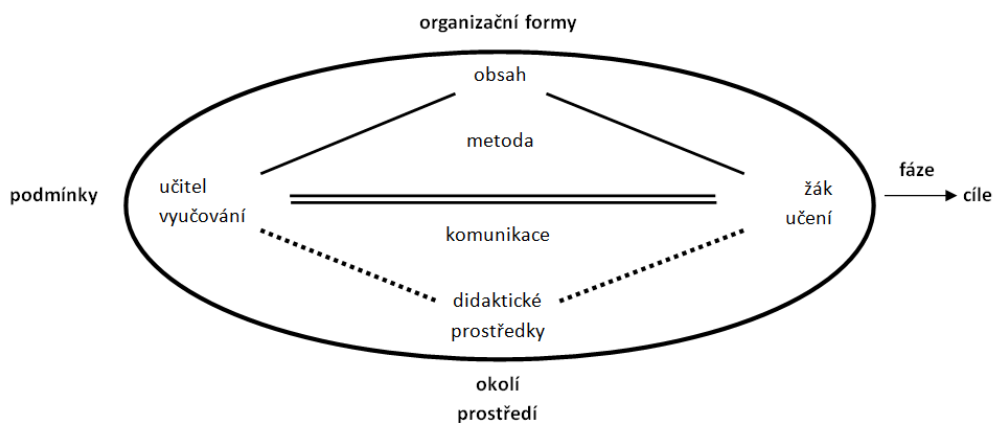 organizační formy
obsah
metoda
podmínky
učitel
vyučování
žák
učení
fáze
cíle
komunikace
didaktické
prostředky
okolí
prostředí